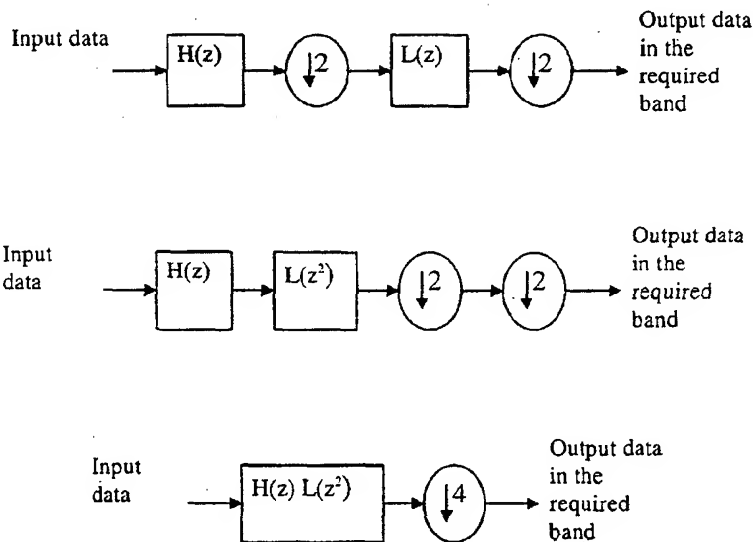 Input data
H(z)
↓2
L(z)
↓2
Output data
in the
required
band
Input
data
H(z)
L(z²)
↓2
↓2
Output data
in the
required
band
Input
data
H(z) L(z²)
↓4
Output data
in the
required
band